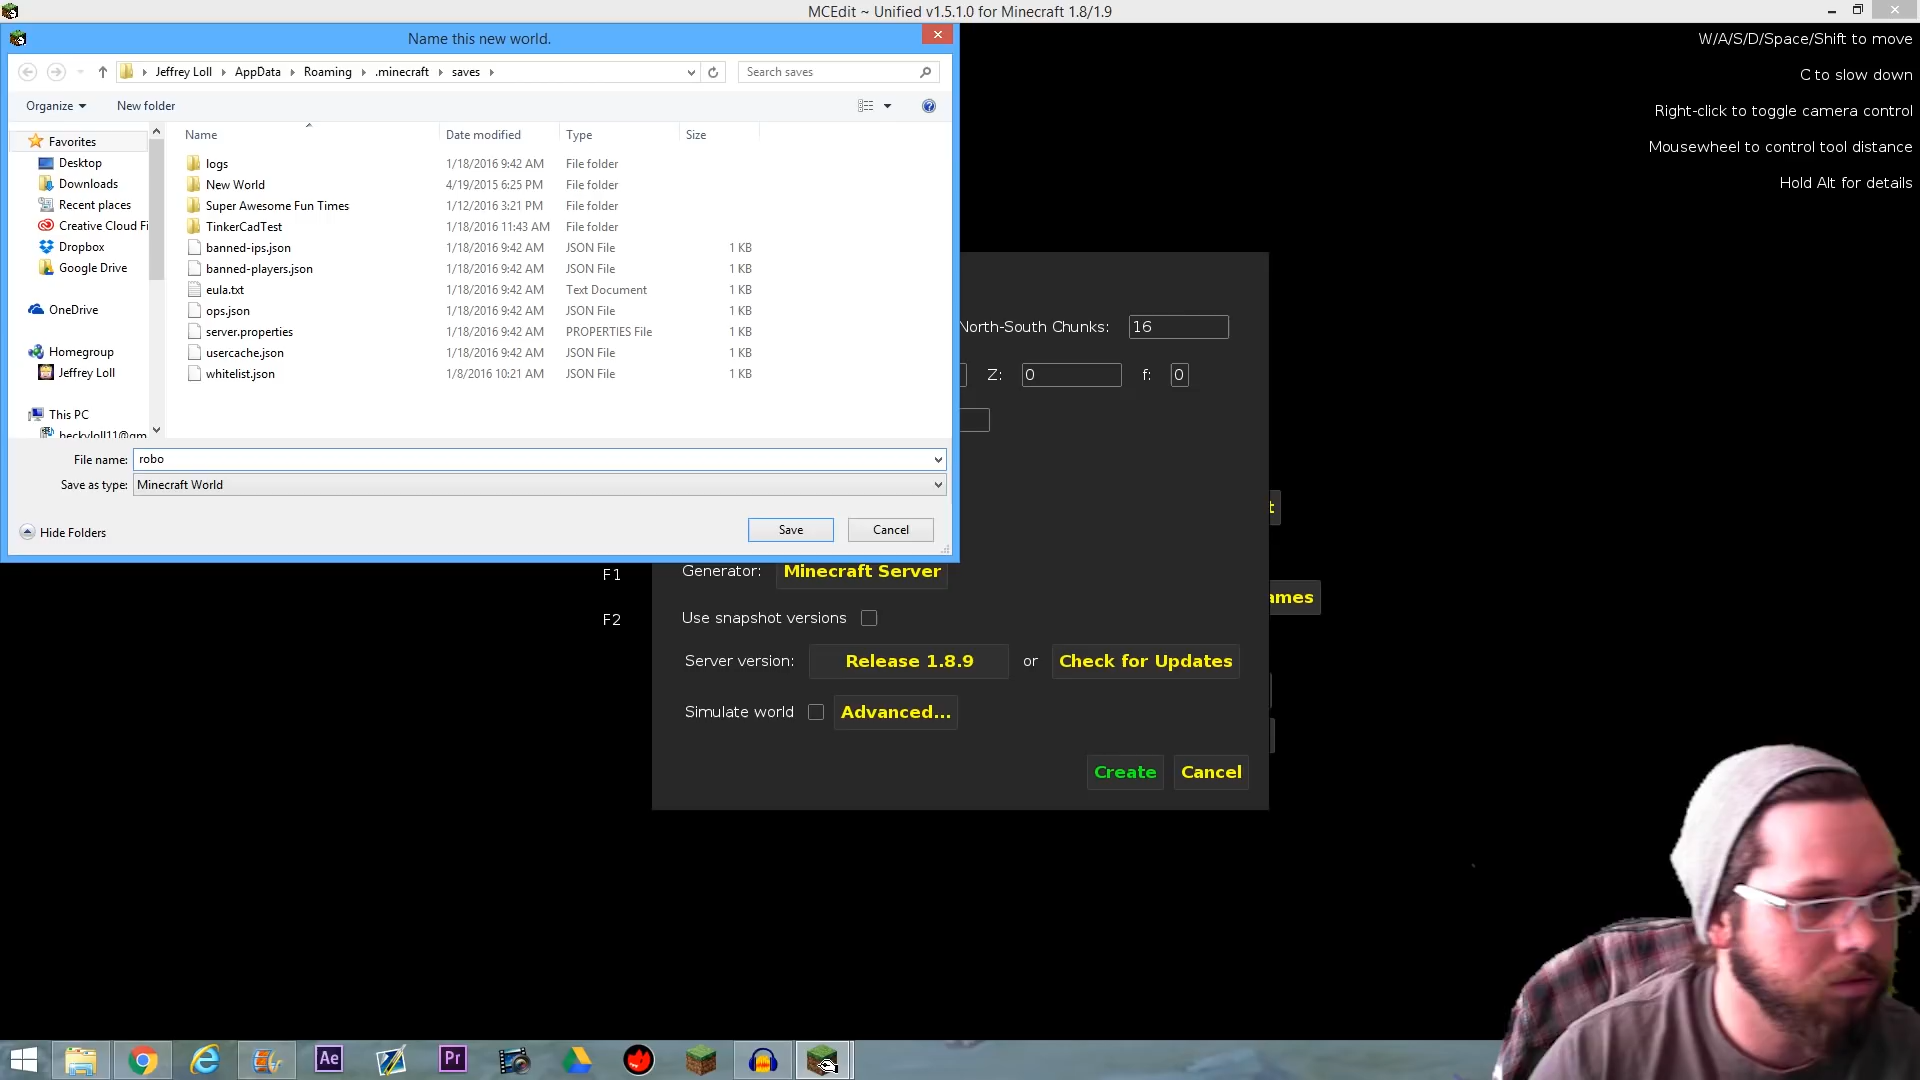 MCEdit ~ Unified v1.5.1.0 for Minecraft 1.8/1.9
Name this new world.
Jeffrey Loll
AppData
Roaming
.minecraft
saves
Search saves
Organize
New folder
Name
Date modified
Type
Size
Favorites
Desktop
Downloads
Recent places
Creative Cloud Fi
Dropbox
Google Drive
OneDrive
Homegroup
Jeffrey Loll
This PC
beckyloll11@gm
logs 1/18/2016 9:42 AM File folder
New World 4/19/2015 6:25 PM File folder
Super Awesome Fun Times 1/12/2016 3:21 PM File folder
TinkerCadTest 1/18/2016 11:43 AM File folder
banned-ips.json 1/18/2016 9:42 AM JSON File 1 KB
banned-players.json 1/18/2016 9:42 AM JSON File 1 KB
eula.txt 1/18/2016 9:42 AM Text Document 1 KB
ops.json 1/18/2016 9:42 AM JSON File 1 KB
server.properties 1/18/2016 9:42 AM PROPERTIES File 1 KB
usercache.json 1/18/2016 9:42 AM JSON File 1 KB
whitelist.json 1/8/2016 10:21 AM JSON File 1 KB
File name: robo
Save as type: Minecraft World
Hide Folders
Save
Cancel
W/A/S/D/Space/Shift to move
C to slow down
Right-click to toggle camera control
Mousewheel to control tool distance
Hold Alt for details
North-South Chunks: 16
Z: 0 f: 0
t
F1
Generator: Minecraft Server
ames
F2
Use snapshot versions
Server version: Release 1.8.9 or Check for Updates
Simulate world Advanced...
Create Cancel
Ae
Pr